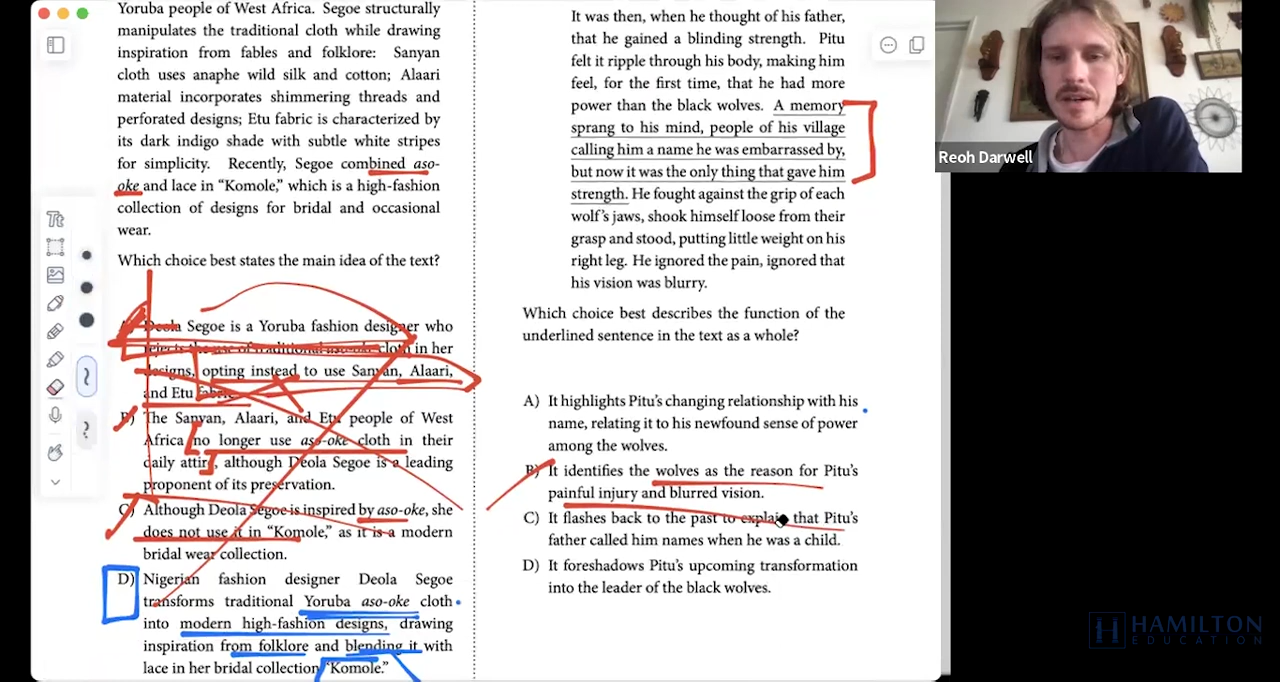 Yoruba people of West Africa. Segoe structurally
manipulates the traditional cloth while drawing
inspiration from fables and folklore: Sanyan
cloth uses anaphe wild silk and cotton; Alaari
material incorporates shimmering threads and
perforated designs; Etu fabric is characterized by
its dark indigo shade with subtle white stripes
for simplicity. Recently, Segoe combined aso-
oke and lace in “Komole,” which is a high-fashion
collection of designs for bridal and occasional
wear.
Which choice best states the main idea of the text?
A) Deola Segoe is a Yoruba fashion designer who
rejects the use of traditional aso-oke cloth in her
designs, opting instead to use Sanyan, Alaari,
and Etu fabric.
B) The Sanyan, Alaari, and Etu people of West
Africa no longer use aso-oke cloth in their
daily attire, although Deola Segoe is a leading
proponent of its preservation.
C) Although Deola Segoe is inspired by aso-oke, she
does not use it in “Komole,” as it is a modern
bridal wear collection.
D) Nigerian fashion designer Deola Segoe
transforms traditional Yoruba aso-oke cloth
into modern high-fashion designs, drawing
inspiration from folklore and blending it with
lace in her bridal collection “Komole.”
It was then, when he thought of his father,
that he gained a blinding strength. Pitu
felt it ripple through his body, making him
feel, for the first time, that he had more
power than the black wolves. A memory
sprang to his mind, people of his village
calling him a name he was embarrassed by,
but now it was the only thing that gave him
strength. He fought against the grip of each
wolf’s jaws, shook himself loose from their
grasp and stood, putting little weight on his
right leg. He ignored the pain, ignored that
his vision was blurry.
Which choice best describes the function of the
underlined sentence in the text as a whole?
A) It highlights Pitu’s changing relationship with his
name, relating it to his newfound sense of power
among the wolves.
B) It identifies the wolves as the reason for Pitu’s
painful injury and blurred vision.
C) It flashes back to the past to explain that Pitu’s
father called him names when he was a child.
D) It foreshadows Pitu’s upcoming transformation
into the leader of the black wolves.
Tt
Reoh Darwell
HAMILTON
EDUCATION